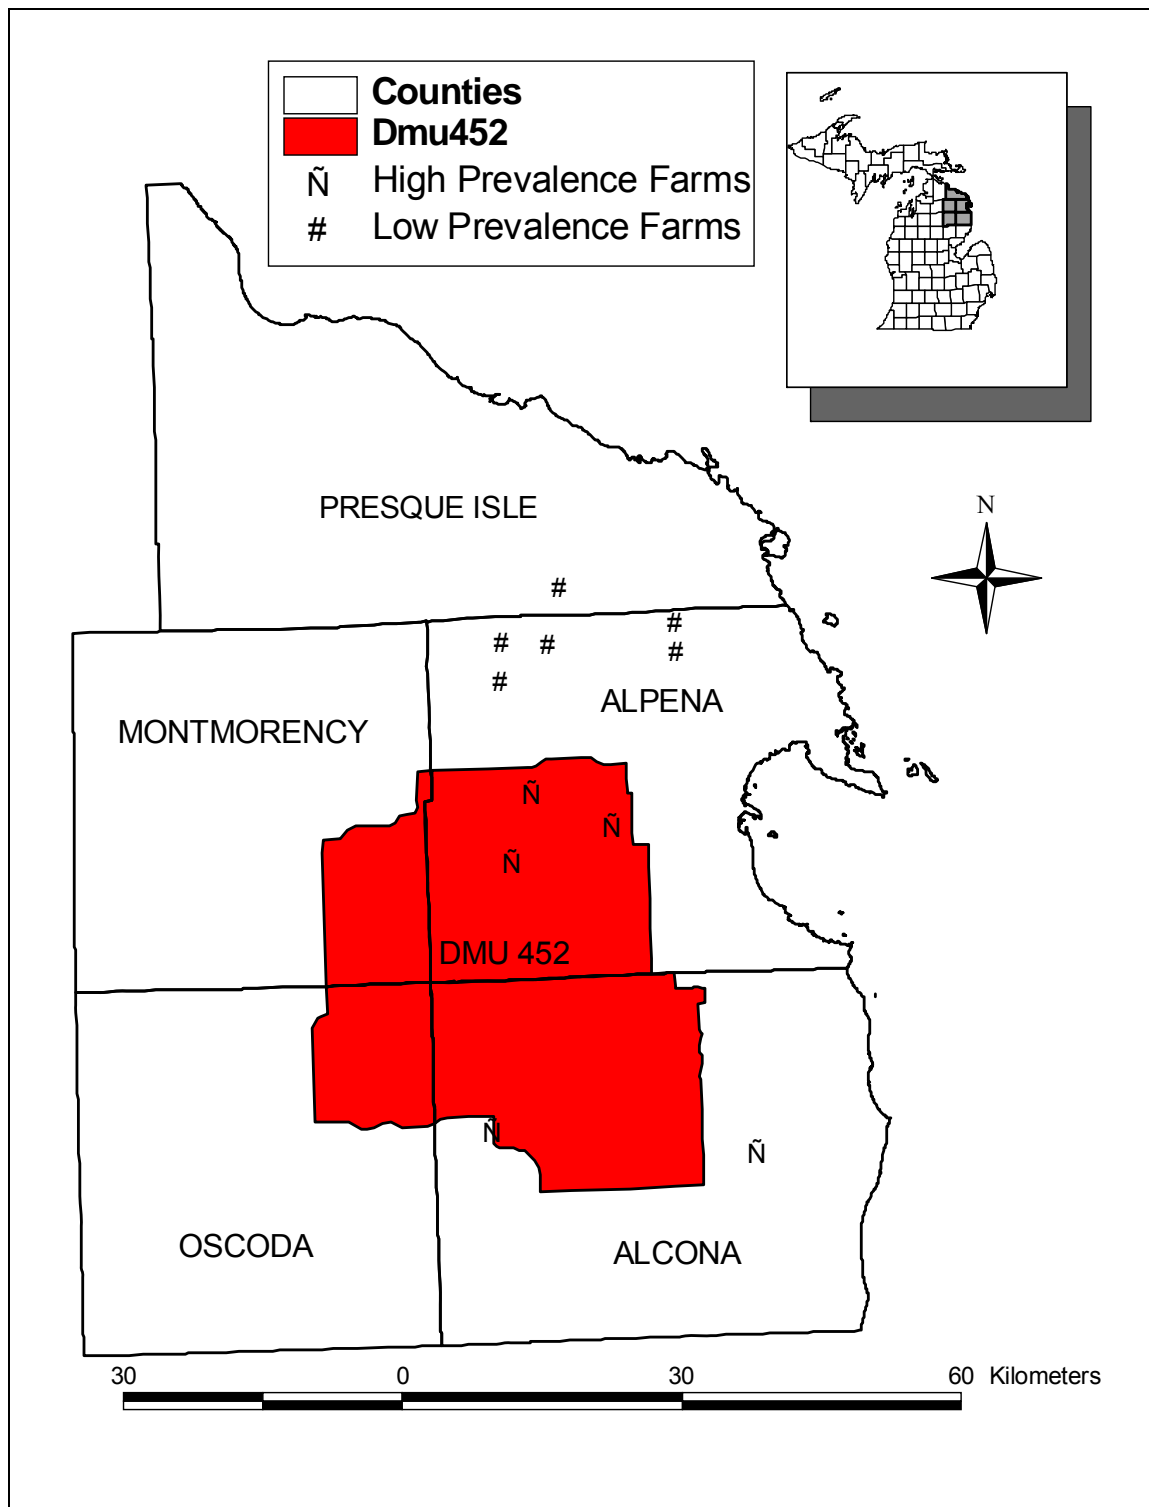 Counties
Dmu452
Ñ High Prevalence Farms
# Low Prevalence Farms
N
PRESQUE ISLE
#
#
# #
#
#
ALPENA
MONTMORENCY
Ñ
Ñ
Ñ
DMU 452
Ñ
Ñ
OSCODA
ALCONA
30 0 30 60 Kilometers